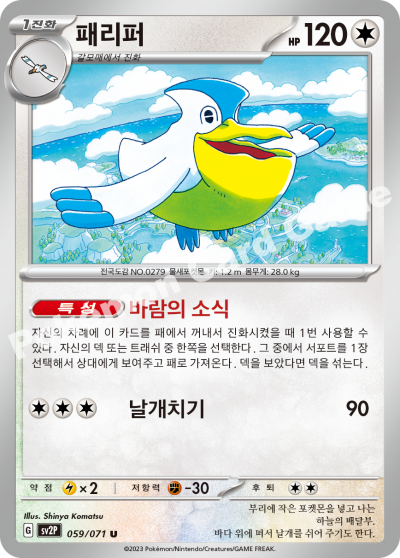 1진화 패리퍼 HP 120
갈모매에서 진화
전국도감 NO.0279 물새포켓몬 키: 1.2 m 몸무게: 28.0 kg
특성 바람의 소식
자신의 차례에 이 카드를 패에서 꺼내서 진화시켰을 때 1번 사용할 수
있다. 자신의 덱 또는 트래쉬 중 한쪽을 선택한다. 그 중에서 서포트를 1장
선택해서 상대에게 보여주고 패로 가져온다. 덱을 보았다면 덱을 섞는다.
날개치기 90
약점 ×2 저항력 -30 후퇴
Illus. Shinya Komatsu
G SV2P 059/071 U
부리에 작은 포켓몬을 넣고 나는
하늘의 배달부.
바다 위에 떠서 날개를 쉬어 주기도 한다.
©2023 Pokémon/Nintendo/Creatures/GAME FREAK.
Pokémon Card Game